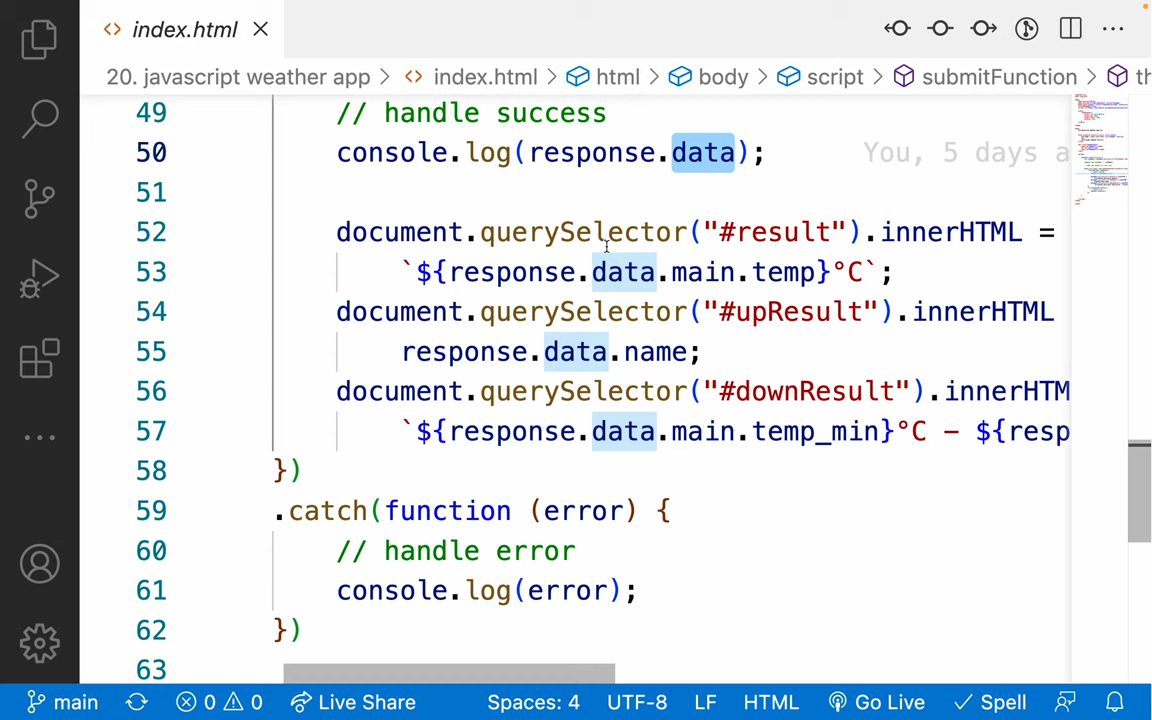 index.html
20. javascript weather app > index.html > html > body > script > submitFunction > th
49 // handle success
50 console.log(response.data); You, 5 days a
51
52 document.querySelector("#result").innerHTML =
53 `${response.data.main.temp}°C`;
54 document.querySelector("#upResult").innerHTML
55 response.data.name;
56 document.querySelector("#downResult").innerHTM
57 `${response.data.main.temp_min}°C – ${resp
58 })
59 .catch(function (error) {
60 // handle error
61 console.log(error);
62 })
63
main 0 0 Live Share Spaces: 4 UTF-8 LF HTML Go Live Spell